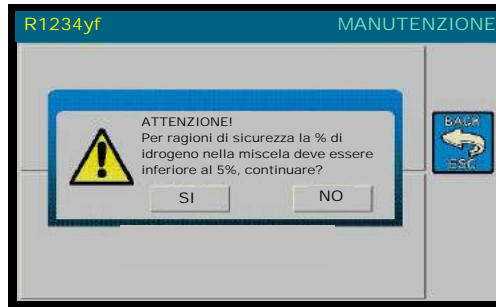 R1234yf MANUTENZIONE
ATTENZIONE!
Per ragioni di sicurezza la % di
idrogeno nella miscela deve essere
inferiore al 5%, continuare?
SI NO
BACK
ESC